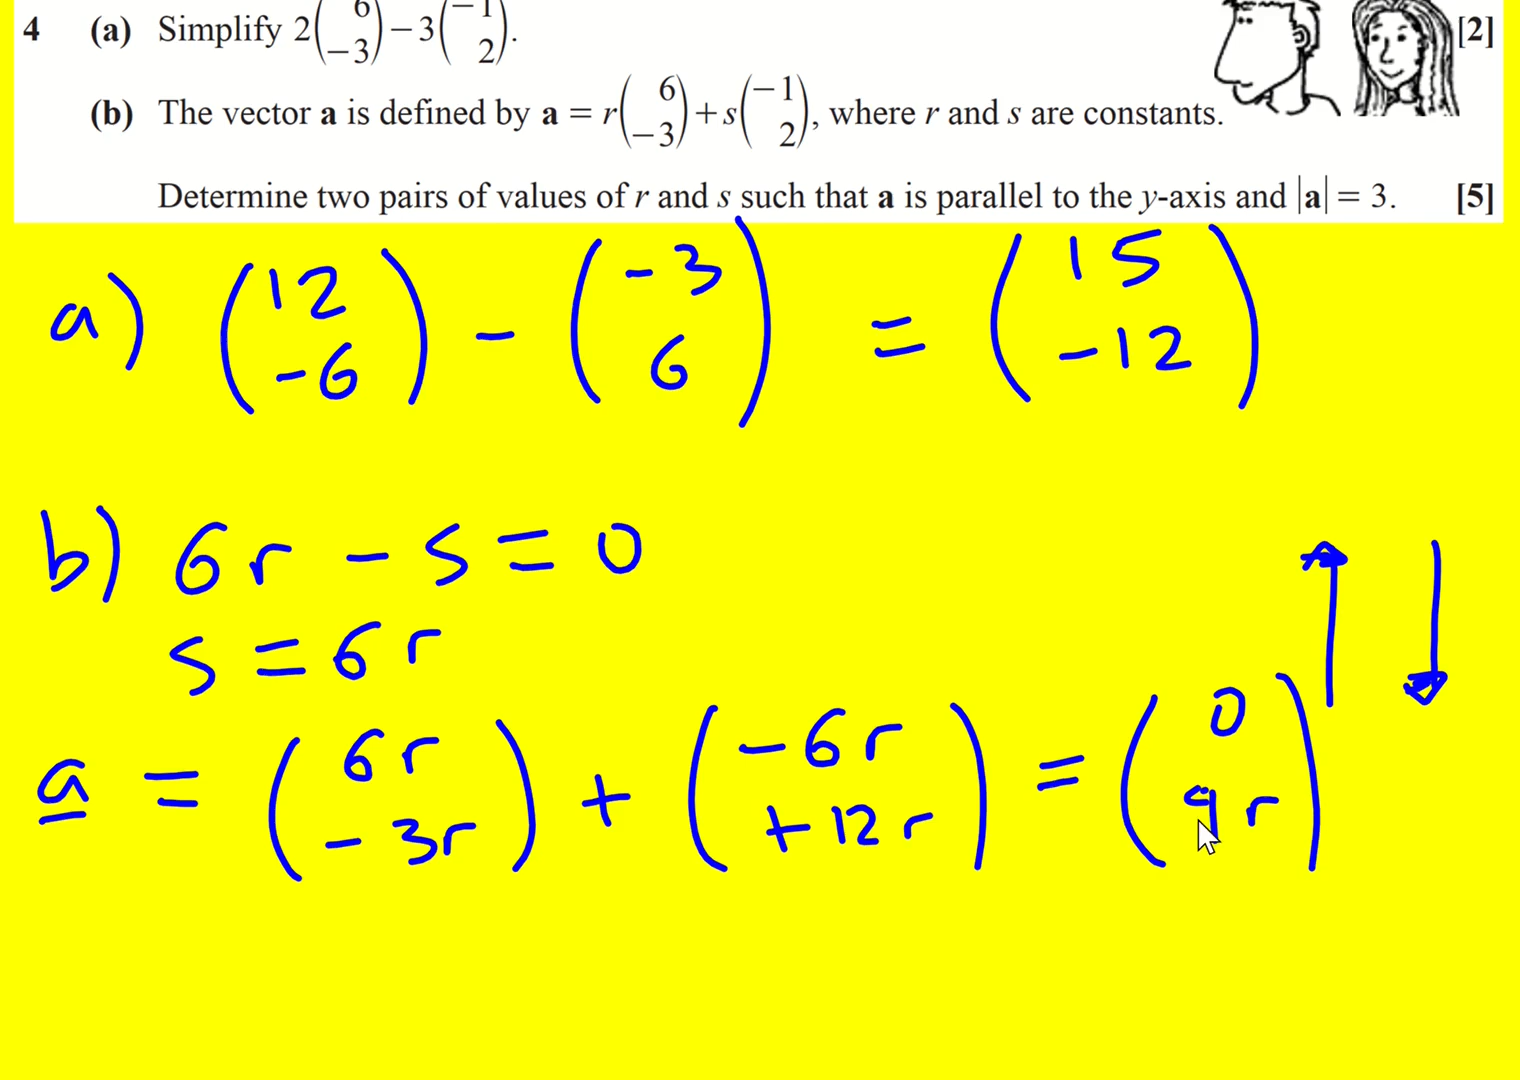 4 (a) Simplify 2(6 -3) - 3(-1 2). [2]
(b) The vector a is defined by a = r(6 -3) + s(-1 2), where r and s are constants.
Determine two pairs of values of r and s such that a is parallel to the y-axis and |a| = 3. [5]
a) (12 -6) - (-3 6) = (15 -12)
b) 6r - s = 0
s = 6r
a = (6r -3r) + (-6r +12r) = (0 9r)